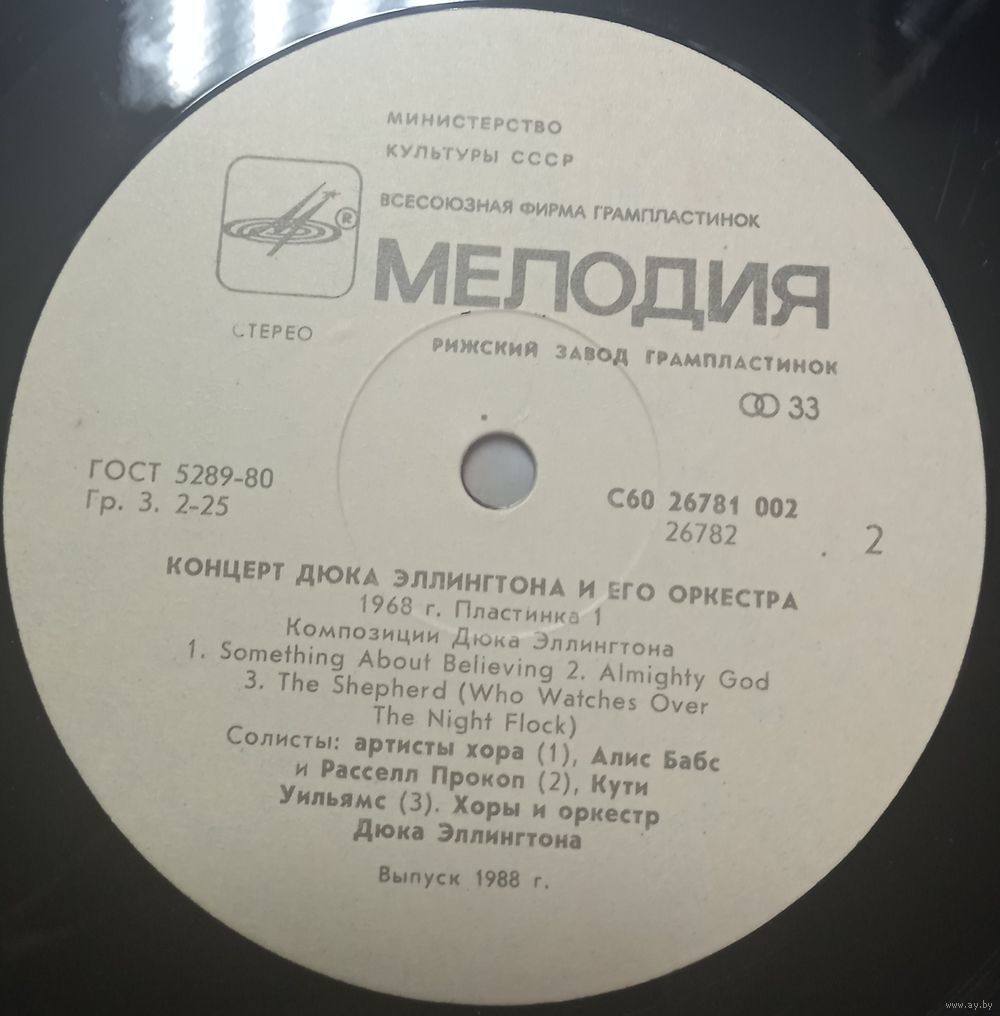 МИНИСТЕРСТВО
КУЛЬТУРЫ СССР
ВСЕСОЮЗНАЯ ФИРМА ГРАМПЛАСТИНОК
МЕЛОДИЯ
®
СТЕРЕО
РИЖСКИЙ ЗАВОД ГРАМПЛАСТИНОК
33
ГОСТ 5289-80
Гр. 3. 2-25
С60 26781 002
26782
2
КОНЦЕРТ ДЮКА ЭЛЛИНГТОНА И ЕГО ОРКЕСТРА
1968 г. Пластинка 1
Композиции Дюка Эллингтона
1. Something About Believing 2. Almighty God
3. The Shepherd (Who Watches Over
The Night Flock)
Солисты: артисты хора (1), Алис Бабс
и Расселл Прокоп (2), Кути
Уильямс (3). Хоры и оркестр
Дюка Эллингтона
Выпуск 1988 г.
www.ay.by